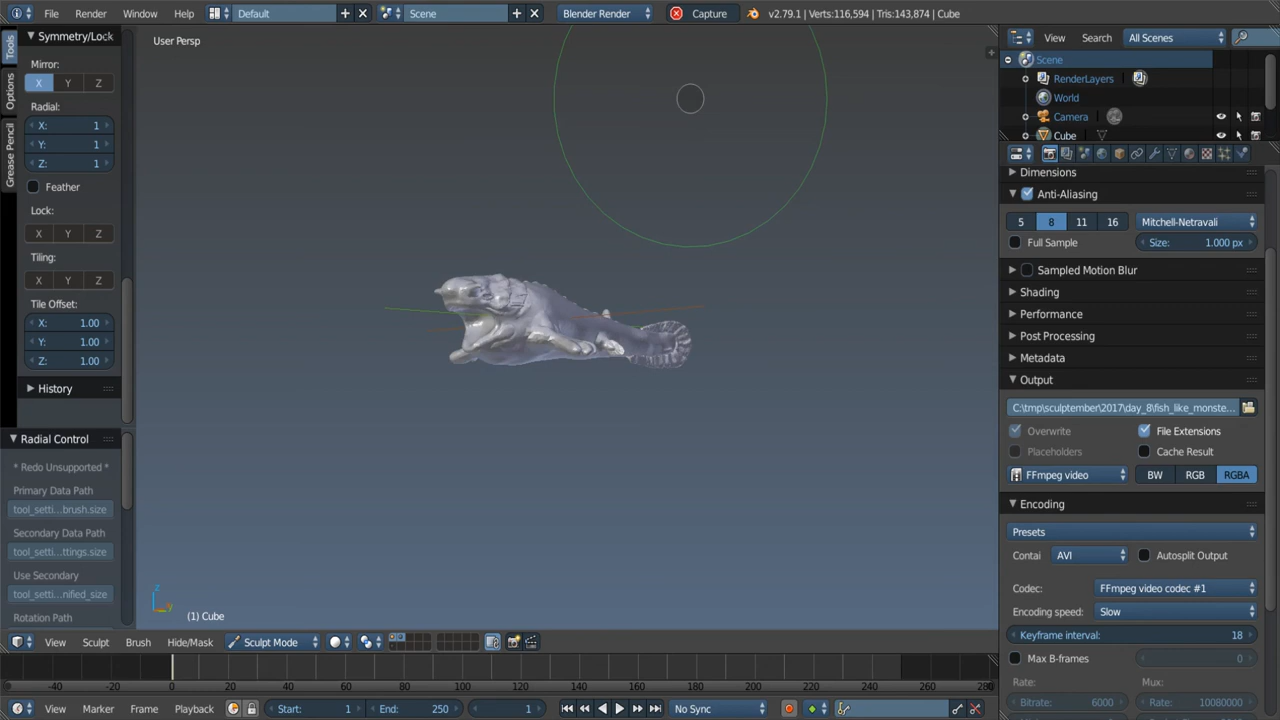 File Render Window Help Default Scene Blender Render Capture v2.79.1 | Verts:116,594 | Tris:143,874 | Cube
Tools
Options
Grease Pencil
Symmetry/Lock
Mirror:
X Y Z
Radial:
X: 1
Y: 1
Z: 1
Feather
Lock:
X Y Z
Tiling:
X Y Z
Tile Offset:
X: 1.00
Y: 1.00
Z: 1.00
History
Radial Control
* Redo Unsupported *
Primary Data Path
tool_setti...brush.size
Secondary Data Path
tool_setti...ttings.size
Use Secondary
tool_setti...nified_size
Rotation Path
User Persp
z
y
(1) Cube
View Sculpt Brush Hide/Mask Sculpt Mode
-40 -20 0 20 40 60 80 100 120 140 160 180 200 220 240 260 280
View Marker Frame Playback Start: 1 End: 250 1 No Sync
View Search All Scenes
Scene
RenderLayers
World
Camera
Cube
Dimensions
Anti-Aliasing
5 8 11 16 Mitchell-Netravali
Full Sample Size: 1.000 px
Sampled Motion Blur
Shading
Performance
Post Processing
Metadata
Output
C:\tmp\sculptember\2017\day_8\fish_like_monste...
Overwrite File Extensions
Placeholders Cache Result
FFmpeg video BW RGB RGBA
Encoding
Presets
Contai AVI Autosplit Output
Codec: FFmpeg video codec #1
Encoding speed: Slow
Keyframe interval: 18
Max B-frames 0
Rate: Mux:
Bitrate: 6000 Rate: 10080000